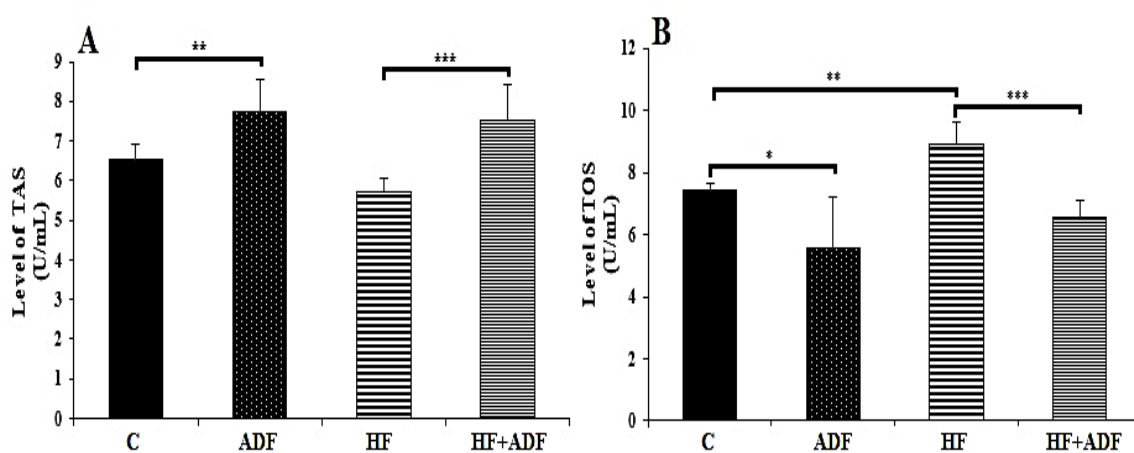 A
Level of TAS
(U/mL)
9
8
7
6
5
4
3
2
1
0
**
***
C
ADF
HF
HF+ADF
B
Level of TOS
(U/mL)
12
10
8
6
4
2
0
**
***
*
C
ADF
HF
HF+ADF